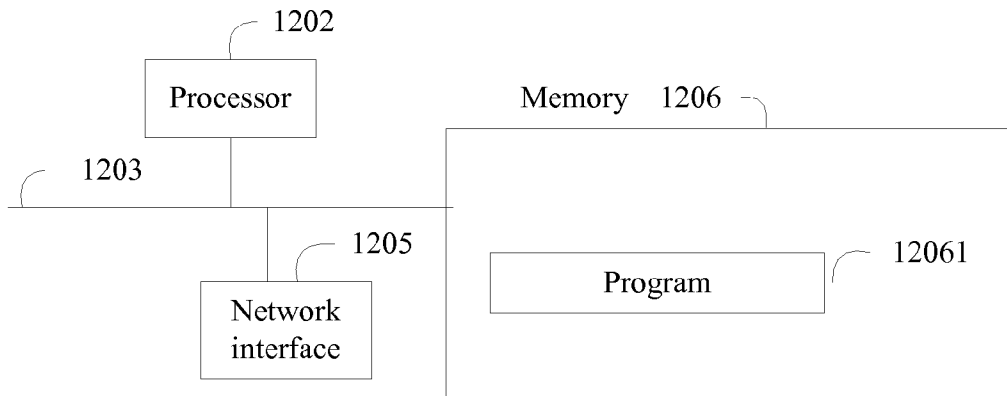 1202
Processor
Memory 1206
1203
1205
12061
Program
Network
interface